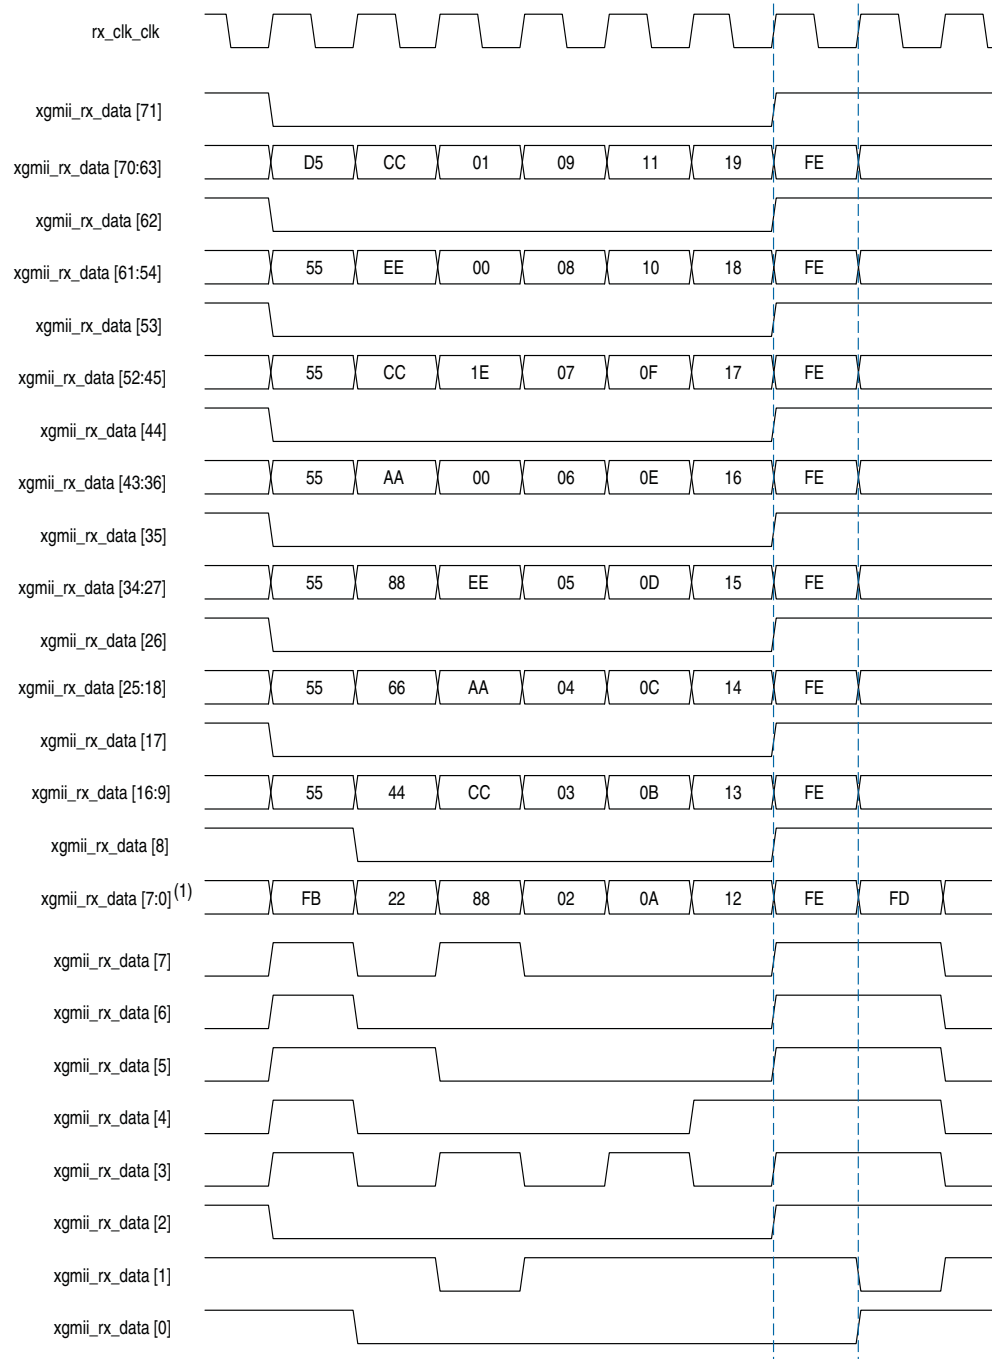 rx_clk_clk
xgmii_rx_data [71]
xgmii_rx_data [70:63] D5 CC 01 09 11 19 FE
xgmii_rx_data [62]
xgmii_rx_data [61:54] 55 EE 00 08 10 18 FE
xgmii_rx_data [53]
xgmii_rx_data [52:45] 55 CC 1E 07 0F 17 FE
xgmii_rx_data [44]
xgmii_rx_data [43:36] 55 AA 00 06 0E 16 FE
xgmii_rx_data [35]
xgmii_rx_data [34:27] 55 88 EE 05 0D 15 FE
xgmii_rx_data [26]
xgmii_rx_data [25:18] 55 66 AA 04 0C 14 FE
xgmii_rx_data [17]
xgmii_rx_data [16:9] 55 44 CC 03 0B 13 FE
xgmii_rx_data [8]
xgmii_rx_data [7:0] (1) FB 22 88 02 0A 12 FE FD
xgmii_rx_data [7]
xgmii_rx_data [6]
xgmii_rx_data [5]
xgmii_rx_data [4]
xgmii_rx_data [3]
xgmii_rx_data [2]
xgmii_rx_data [1]
xgmii_rx_data [0]